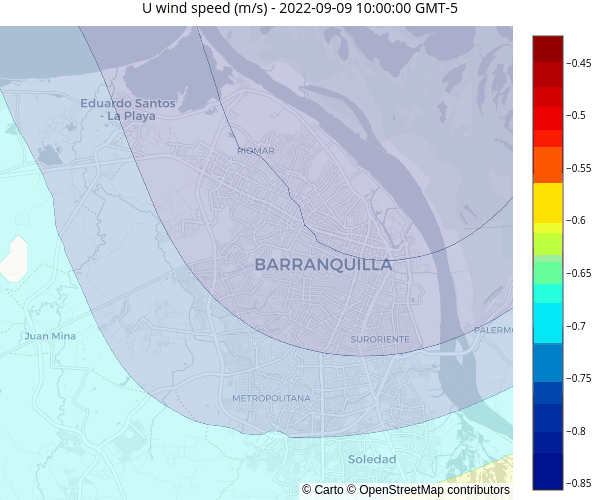 U wind speed (m/s) - 2022-09-09 10:00:00 GMT-5
−0.45
Eduardo Santos
- La Playa
−0.5
RIOMAR
−0.55
−0.6
BARRANQUILLA
−0.65
Juan Mina
SURORIENTE
PALERMO
−0.7
−0.75
METROPOLITANA
−0.8
Soledad
−0.85
© Carto © OpenStreetMap contributors